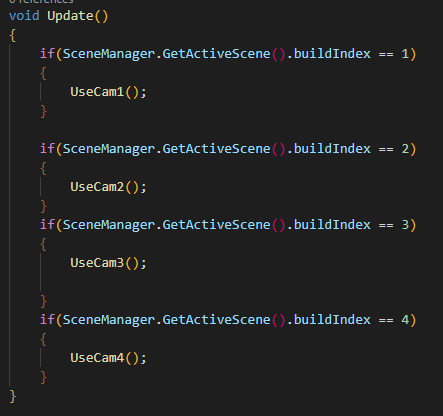 0 references
void Update()
{
if(SceneManager.GetActiveScene().buildIndex == 1)
{
UseCam1();
}
if(SceneManager.GetActiveScene().buildIndex == 2)
{
UseCam2();
}
if(SceneManager.GetActiveScene().buildIndex == 3)
{
UseCam3();
}
if(SceneManager.GetActiveScene().buildIndex == 4)
{
UseCam4();
}
}